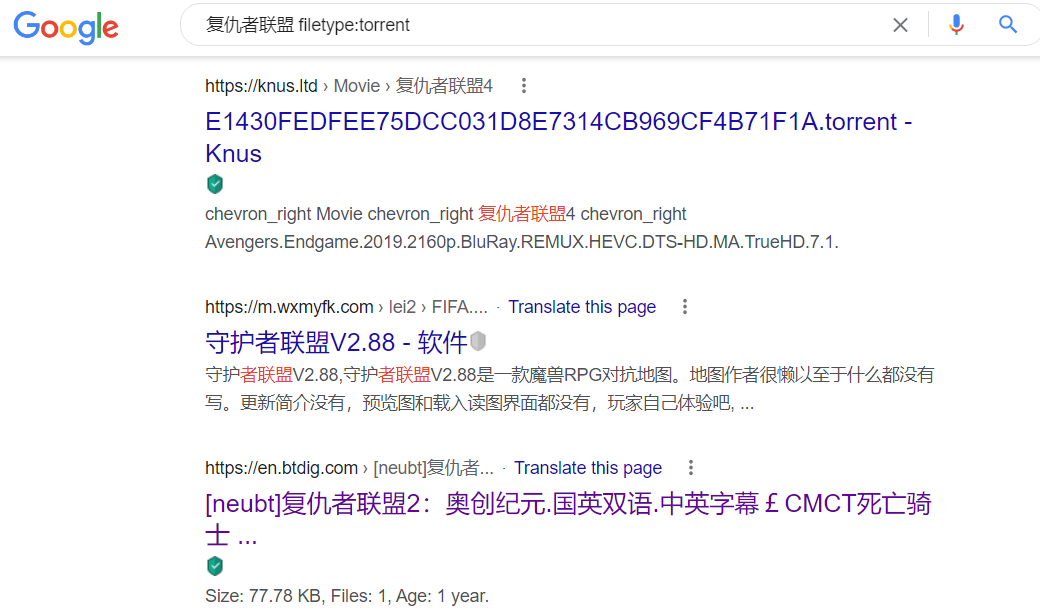 Google
复仇者联盟 filetype:torrent
https://knus.ltd › Movie › 复仇者联盟4
E1430FEDFEE75DCC031D8E7314CB969CF4B71F1A.torrent -
Knus
chevron_right Movie chevron_right 复仇者联盟4 chevron_right
Avengers.Endgame.2019.2160p.BluRay.REMUX.HEVC.DTS-HD.MA.TrueHD.7.1.
https://m.wxmyfk.com › lei2 › FIFA.... · Translate this page
守护者联盟V2.88 - 软件
守护者联盟V2.88,守护者联盟V2.88是一款魔兽RPG对抗地图。地图作者很懒以至于什么都没有
写。更新简介没有，预览图和载入读图界面都没有，玩家自己体验吧, ...
https://en.btdig.com › [neubt]复仇者... · Translate this page
[neubt]复仇者联盟2：奥创纪元.国英双语.中英字幕￡CMCT死亡骑
士 ...
Size: 77.78 KB, Files: 1, Age: 1 year.